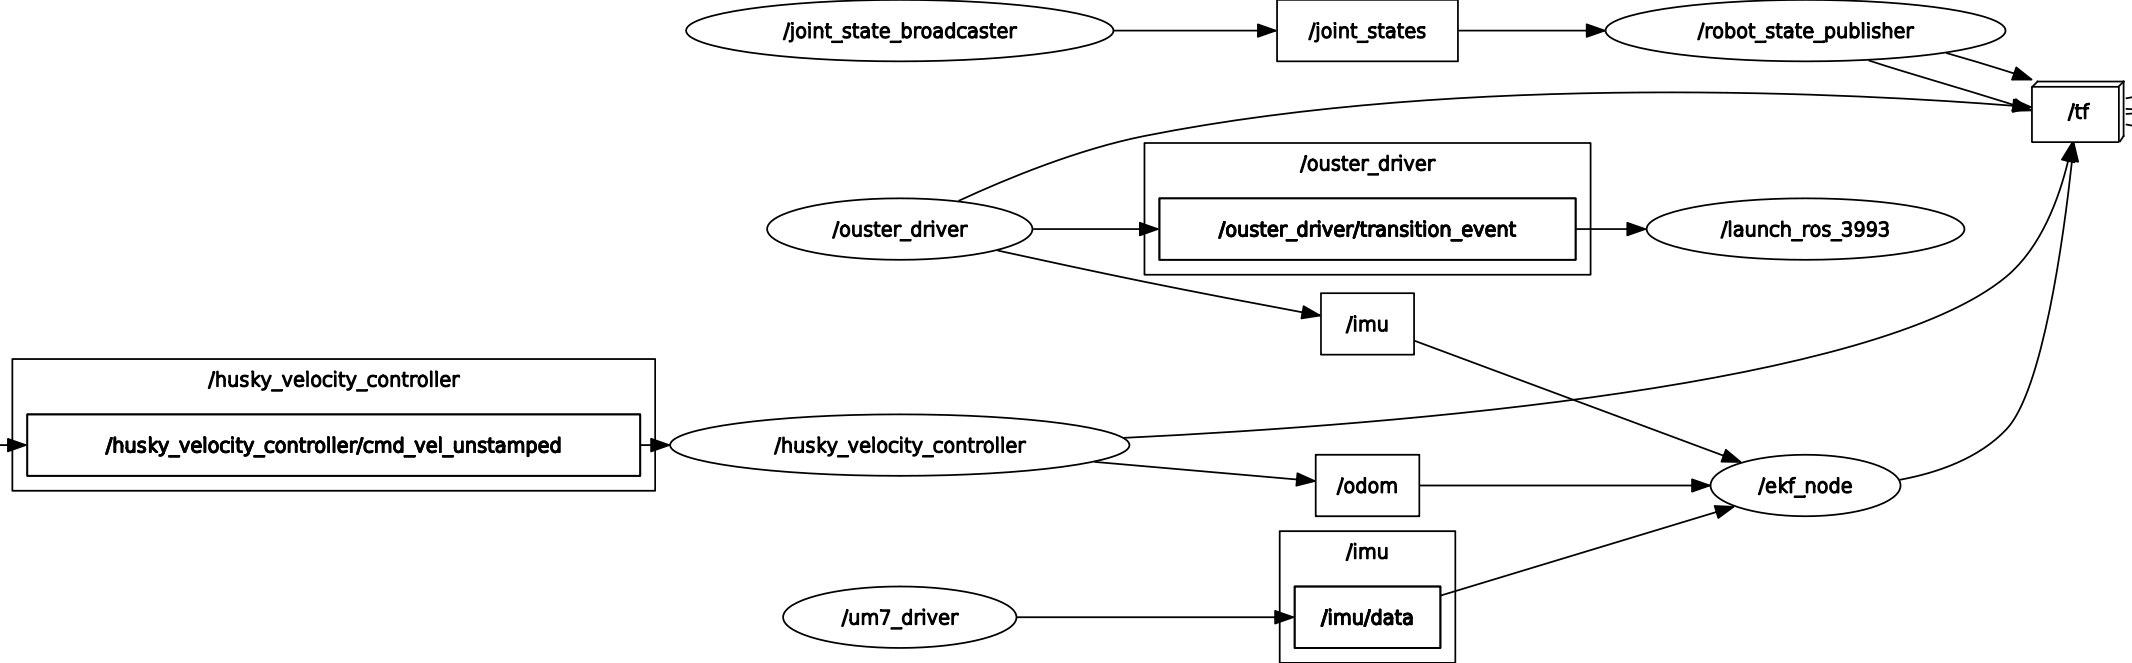 /joint_state_broadcaster
/joint_states
/robot_state_publisher
/tf
/ouster_driver
/ouster_driver
/ouster_driver/transition_event
/launch_ros_3993
/imu
/husky_velocity_controller
/husky_velocity_controller/cmd_vel_unstamped
/husky_velocity_controller
/odom
/ekf_node
/imu
/um7_driver
/imu/data